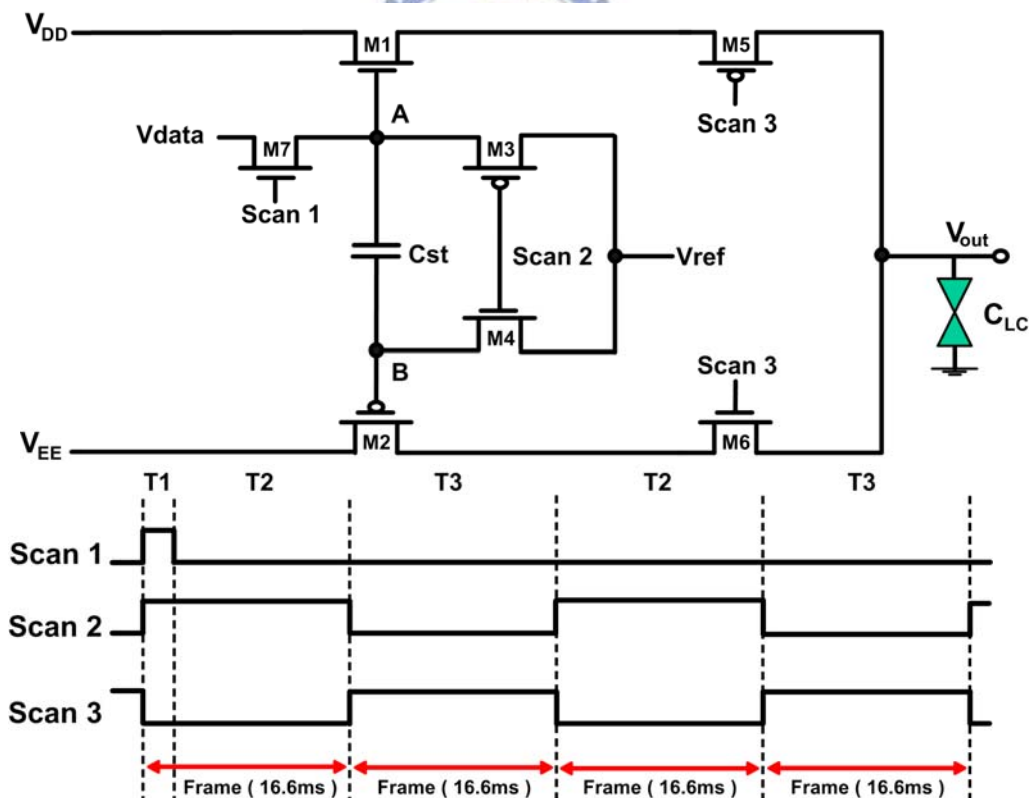 VDD
M1
M5
A
Scan 3
Vdata
M7
M3
Scan 1
Cst
Scan 2
Vref
Vout
CLC
M4
B
Scan 3
VEE
M2
M6
T1 T2 T3 T2 T3
Scan 1
Scan 2
Scan 3
Frame ( 16.6ms ) Frame ( 16.6ms ) Frame ( 16.6ms ) Frame ( 16.6ms )